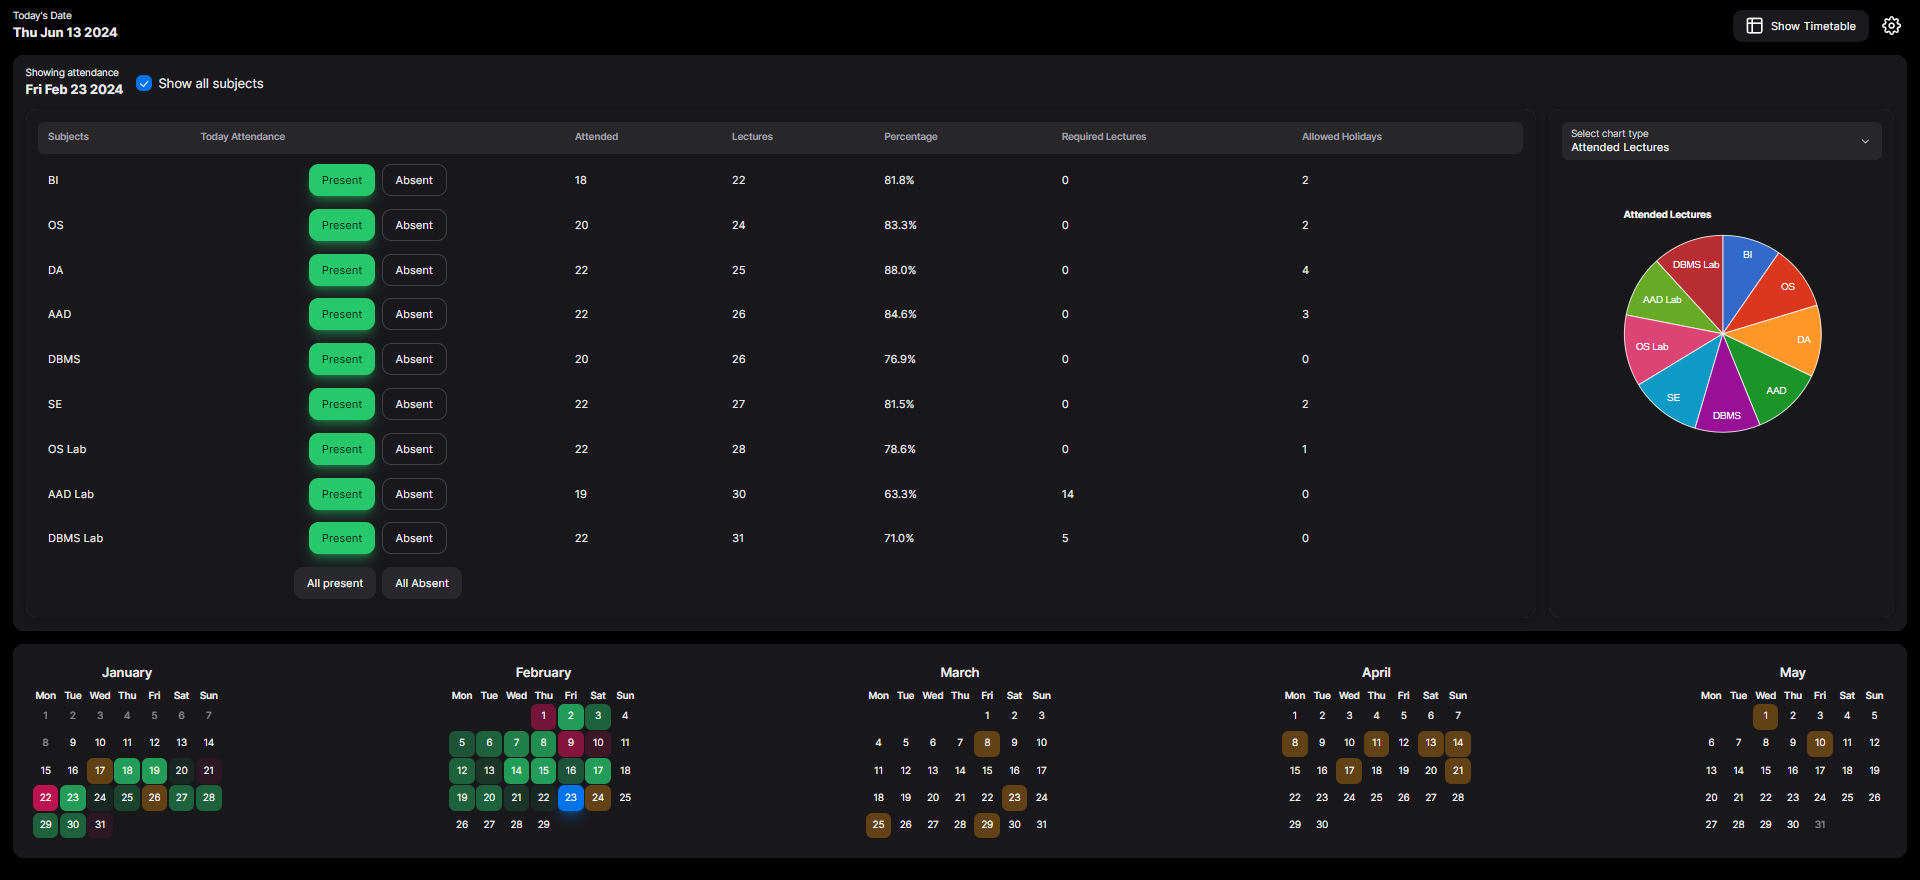 Today's Date
Thu Jun 13 2024
Show Timetable
Showing attendance
Fri Feb 23 2024
Show all subjects
Subjects Today Attendance Attended Lectures Percentage Required Lectures Allowed Holidays
BI Present Absent 18 22 81.8% 0 2
OS Present Absent 20 24 83.3% 0 2
DA Present Absent 22 25 88.0% 0 4
AAD Present Absent 22 26 84.6% 0 3
DBMS Present Absent 20 26 76.9% 0 0
SE Present Absent 22 27 81.5% 0 2
OS Lab Present Absent 22 28 78.6% 0 1
AAD Lab Present Absent 19 30 63.3% 14 0
DBMS Lab Present Absent 22 31 71.0% 5 0
All present All Absent
Select chart type
Attended Lectures
Attended Lectures
BI
OS
DA
AAD
DBMS
SE
OS Lab
AAD Lab
DBMS Lab
January
Mon Tue Wed Thu Fri Sat Sun
1 2 3 4 5 6 7
8 9 10 11 12 13 14
15 16 17 18 19 20 21
22 23 24 25 26 27 28
29 30 31
February
Mon Tue Wed Thu Fri Sat Sun
1 2 3 4
5 6 7 8 9 10 11
12 13 14 15 16 17 18
19 20 21 22 23 24 25
26 27 28 29
March
Mon Tue Wed Thu Fri Sat Sun
1 2 3
4 5 6 7 8 9 10
11 12 13 14 15 16 17
18 19 20 21 22 23 24
25 26 27 28 29 30 31
April
Mon Tue Wed Thu Fri Sat Sun
1 2 3 4 5 6 7
8 9 10 11 12 13 14
15 16 17 18 19 20 21
22 23 24 25 26 27 28
29 30
May
Mon Tue Wed Thu Fri Sat Sun
1 2 3 4 5
6 7 8 9 10 11 12
13 14 15 16 17 18 19
20 21 22 23 24 25 26
27 28 29 30 31